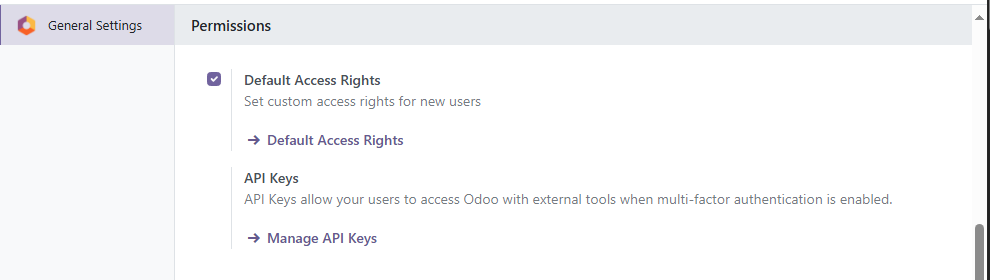 General Settings
Permissions
Default Access Rights
Set custom access rights for new users
Default Access Rights
API Keys
API Keys allow your users to access Odoo with external tools when multi-factor authentication is enabled.
Manage API Keys